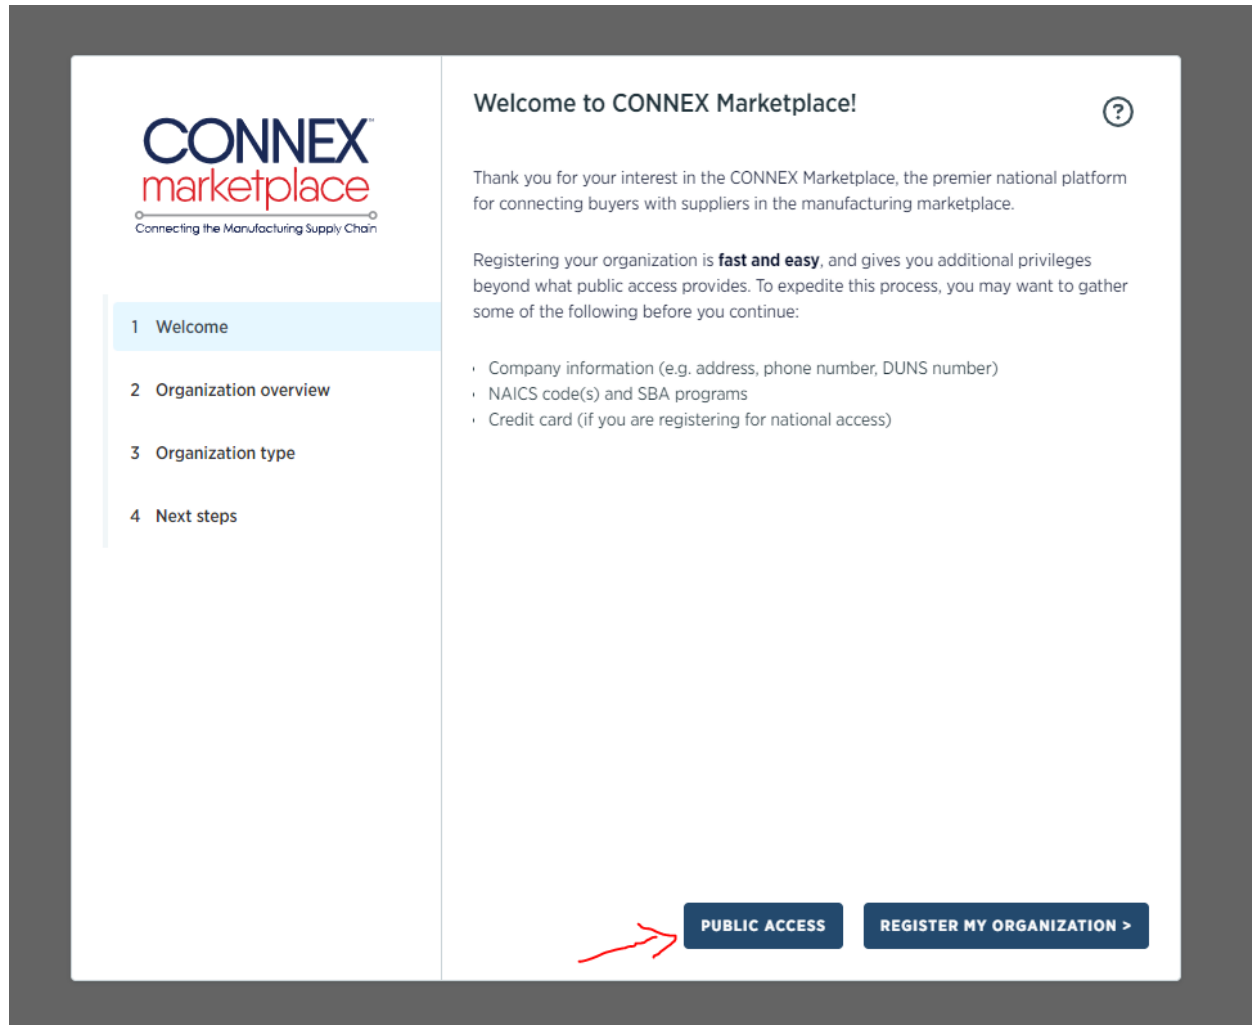 CONNEX™
marketplace
Connecting the Manufacturing Supply Chain
1 Welcome
2 Organization overview
3 Organization type
4 Next steps
Welcome to CONNEX Marketplace!
?
Thank you for your interest in the CONNEX Marketplace, the premier national platform
for connecting buyers with suppliers in the manufacturing marketplace.
Registering your organization is fast and easy, and gives you additional privileges
beyond what public access provides. To expedite this process, you may want to gather
some of the following before you continue:
· Company information (e.g. address, phone number, DUNS number)
· NAICS code(s) and SBA programs
· Credit card (if you are registering for national access)
PUBLIC ACCESS
REGISTER MY ORGANIZATION >